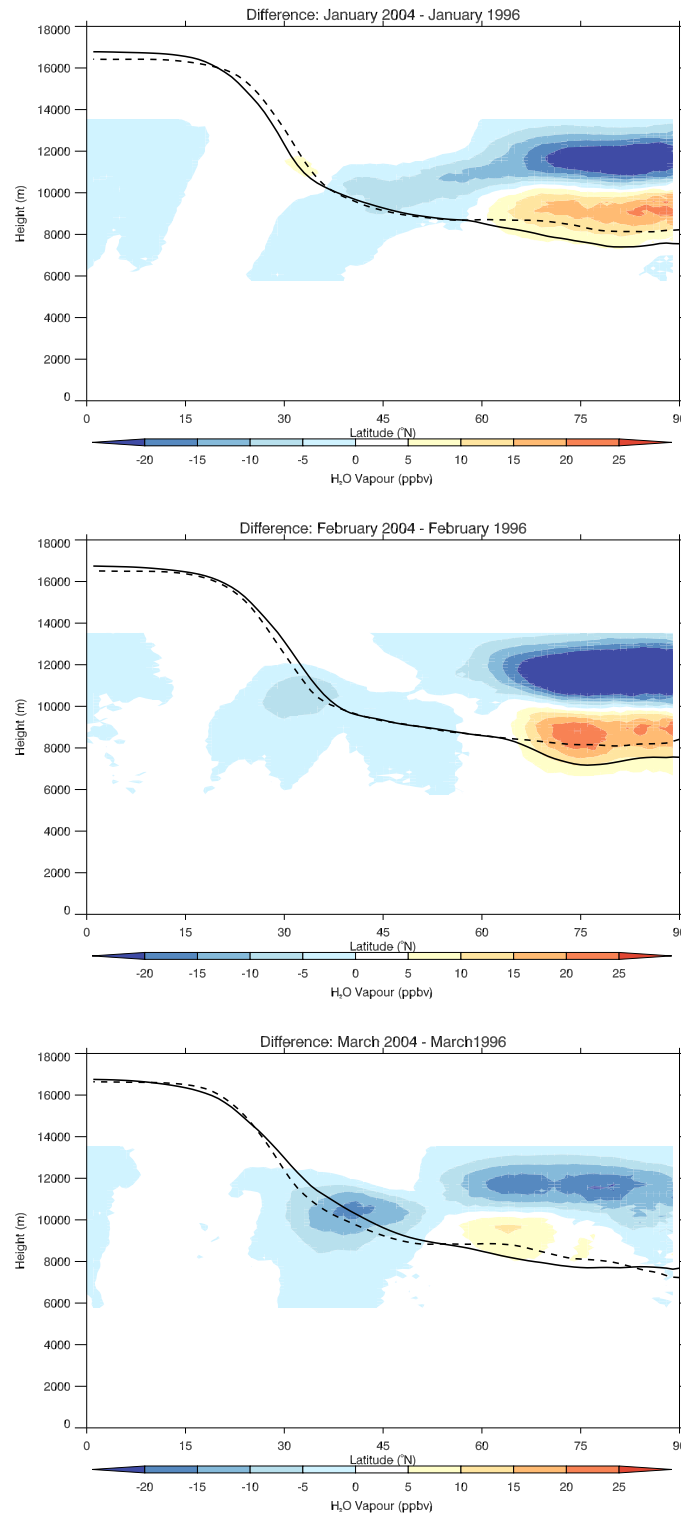 Difference: January 2004 - January 1996
18000
16000
14000
12000
10000
8000
6000
4000
2000
0
Height (m)
0 15 30 45 60 75 90
Latitude (°N)
-20 -15 -10 -5 0 5 10 15 20 25
H₂O Vapour (ppbv)
Difference: February 2004 - February 1996
18000
16000
14000
12000
10000
8000
6000
4000
2000
0
Height (m)
0 15 30 45 60 75 90
Latitude (°N)
-20 -15 -10 -5 0 5 10 15 20 25
H₂O Vapour (ppbv)
Difference: March 2004 - March1996
18000
16000
14000
12000
10000
8000
6000
4000
2000
0
Height (m)
0 15 30 45 60 75 90
Latitude (°N)
-20 -15 -10 -5 0 5 10 15 20 25
H₂O Vapour (ppbv)